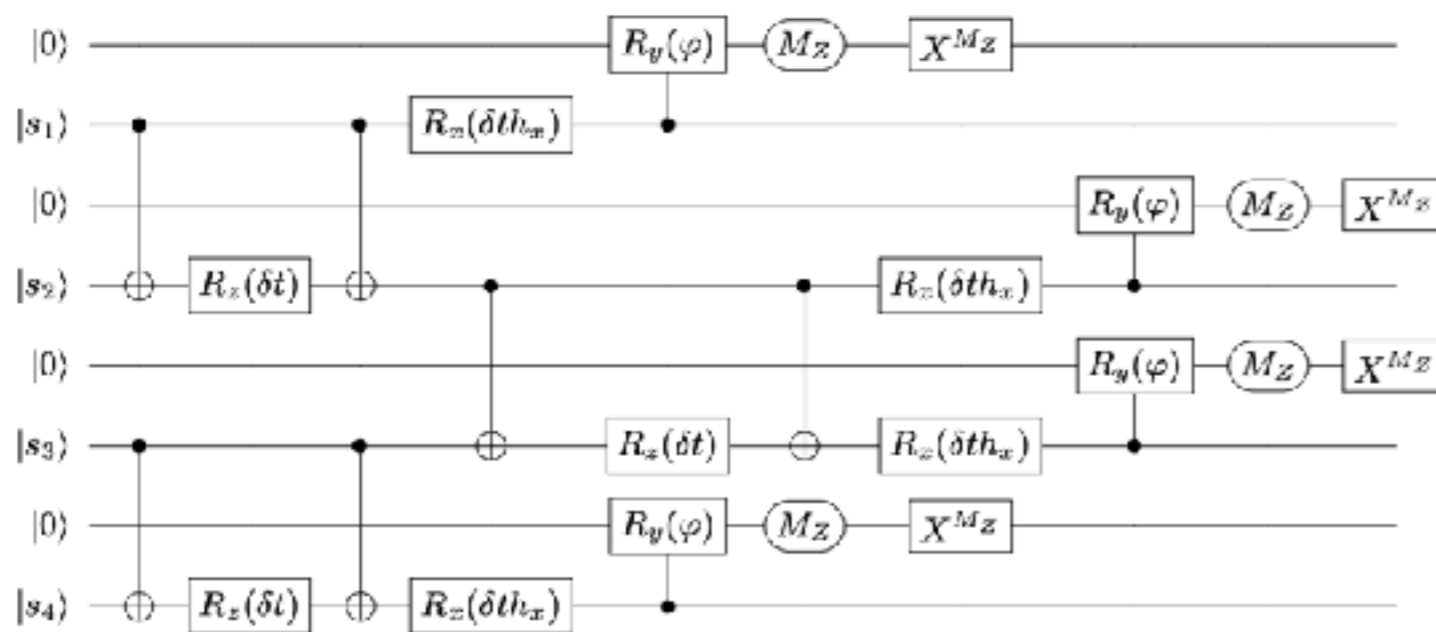 |0⟩ R_y(φ) M_Z X^{M_Z}
|s_1⟩ R_x(δth_x)
|0⟩ R_y(φ) M_Z X^{M_Z}
|s_2⟩ R_z(δt) R_x(δth_x)
|0⟩ R_y(φ) M_Z X^{M_Z}
|s_3⟩ R_z(δt) R_x(δth_x)
|0⟩ R_y(φ) M_Z X^{M_Z}
|s_4⟩ R_z(δt) R_x(δth_x)